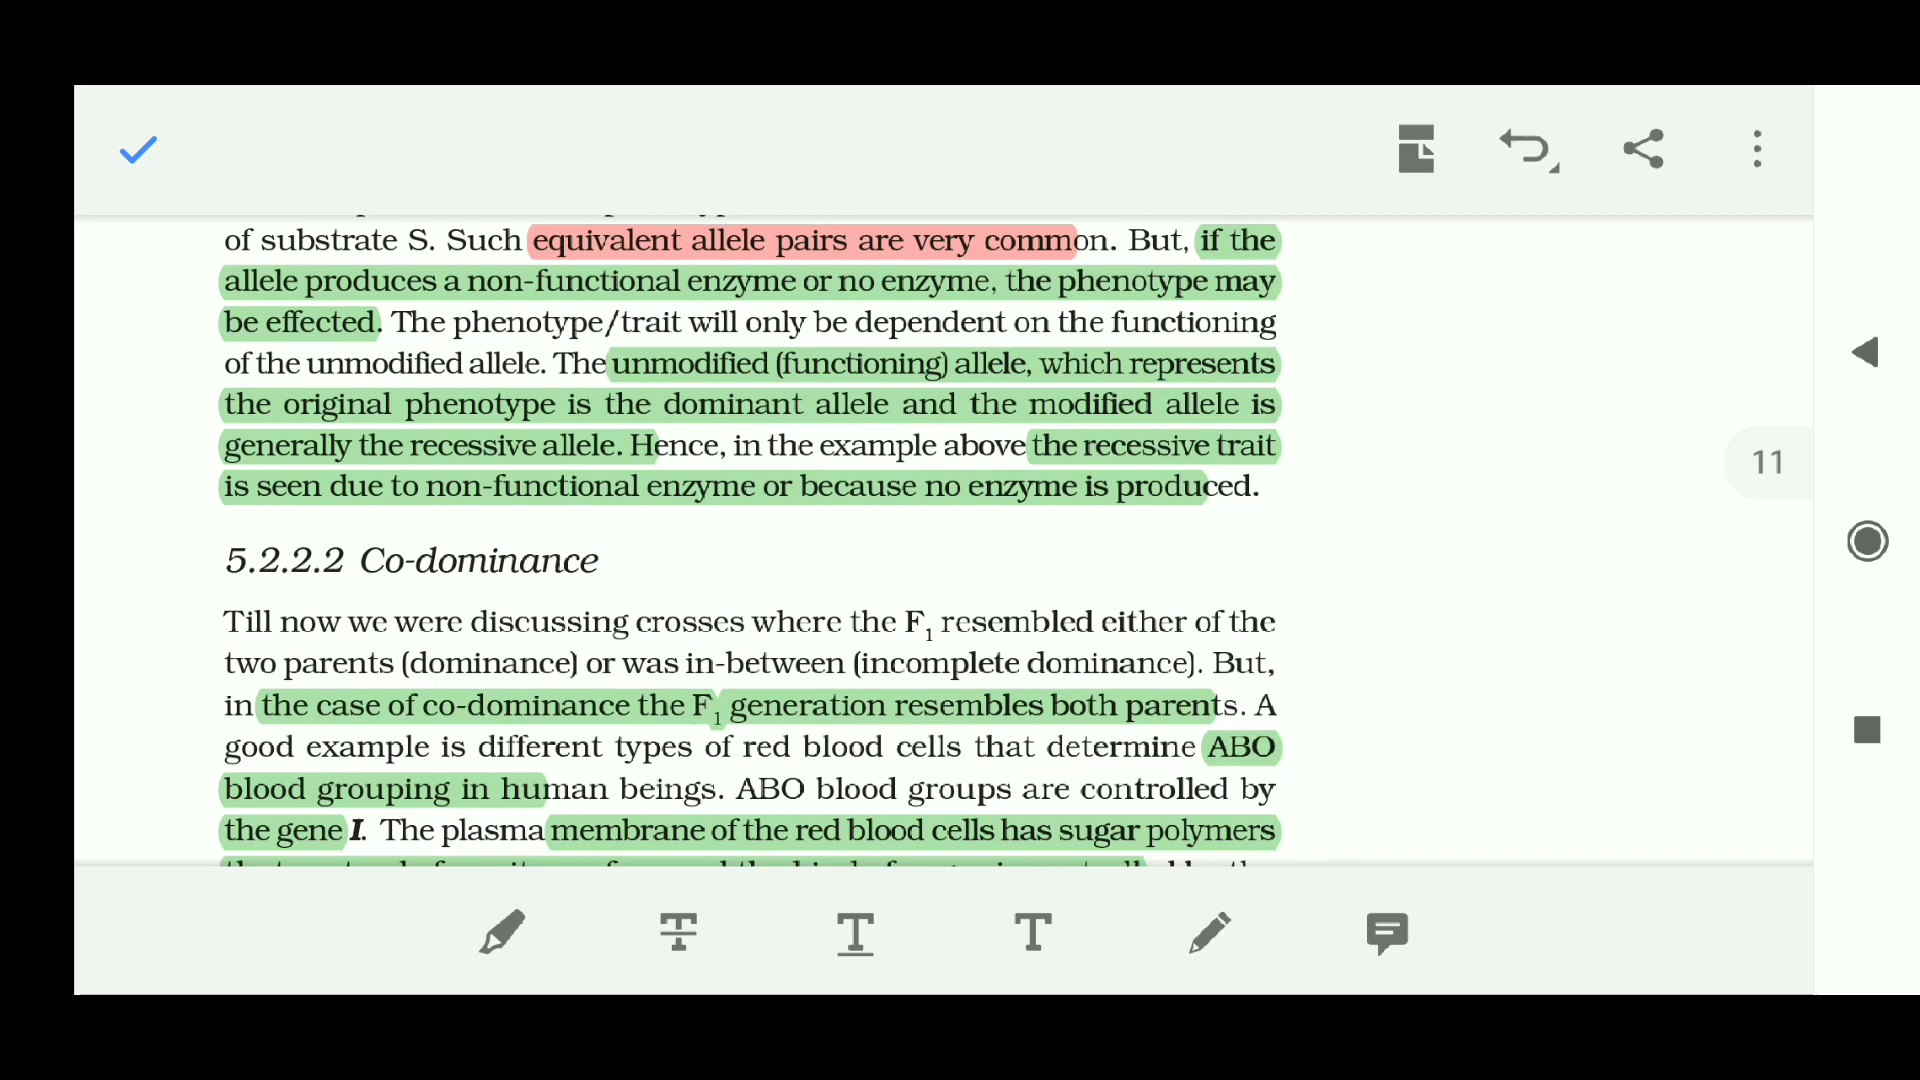 of substrate S. Such equivalent allele pairs are very common. But, if the
allele produces a non-functional enzyme or no enzyme, the phenotype may
be effected. The phenotype/trait will only be dependent on the functioning
of the unmodified allele. The unmodified (functioning) allele, which represents
the original phenotype is the dominant allele and the modified allele is
generally the recessive allele. Hence, in the example above the recessive trait
is seen due to non-functional enzyme or because no enzyme is produced.
11
5.2.2.2 Co-dominance
Till now we were discussing crosses where the F1 resembled either of the
two parents (dominance) or was in-between (incomplete dominance). But,
in the case of co-dominance the F1 generation resembles both parents. A
good example is different types of red blood cells that determine ABO
blood grouping in human beings. ABO blood groups are controlled by
the gene I. The plasma membrane of the red blood cells has sugar polymers